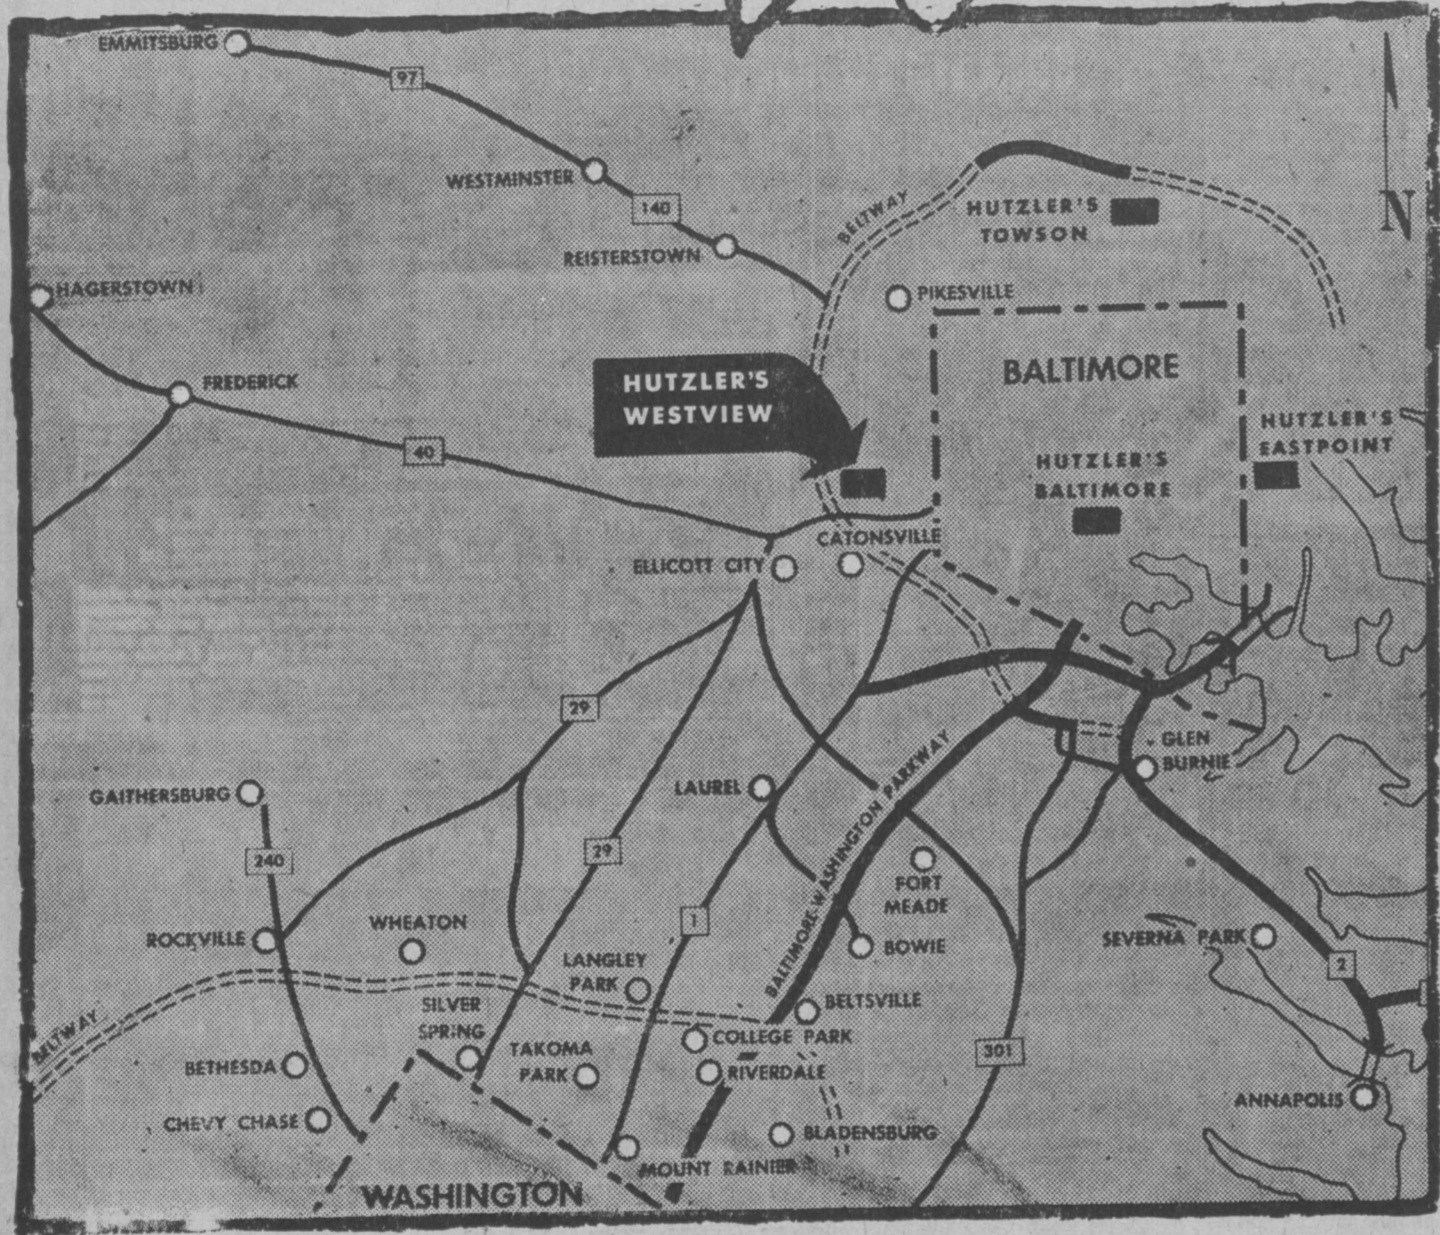 EMMITSBURG
97
WESTMINSTER
140
REISTERSTOWN
BELTWAY
HUTZLER'S
TOWSON
N
HAGERSTOWN
PIKESVILLE
FREDERICK
HUTZLER'S
WESTVIEW
BALTIMORE
40
HUTZLER'S
EASTPOINT
HUTZLER'S
BALTIMORE
CATONSVILLE
ELLICOTT CITY
29
GLEN
BURNIE
LAUREL
GAITHERSBURG
BALTIMORE-WASHINGTON PARKWAY
29
240
FORT
MEADE
1
WHEATON
ROCKVILLE
BOWIE
SEVERNA PARK
2
LANGLEY
PARK
BELTSVILLE
SILVER
SPRING
BELTWAY
COLLEGE PARK
TAKOMA
PARK
301
BETHESDA
RIVERDALE
ANNAPOLIS
CHEVY CHASE
BLADENSBURG
MOUNT RAINIER
WASHINGTON